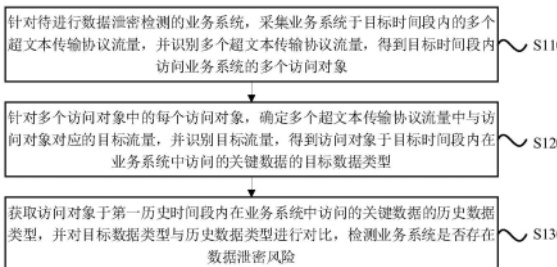 针对待进行数据泄密检测的业务系统，采集业务系统于目标时间段内的多个
超文本传输协议流量，并识别多个超文本传输协议流量，得到目标时间段内
访问业务系统的多个访问对象
S110
针对多个访问对象中的每个访问对象，确定多个超文本传输协议流量中与访
问对象对应的目标流量，并识别目标流量，得到访问对象于目标时间段内在
业务系统中访问的关键数据的目标数据类型
S120
获取访问对象于第一历史时间段内在业务系统中访问的关键数据的历史数据
类型，并对目标数据类型与历史数据类型进行对比，检测业务系统是否存在
数据泄密风险
S130